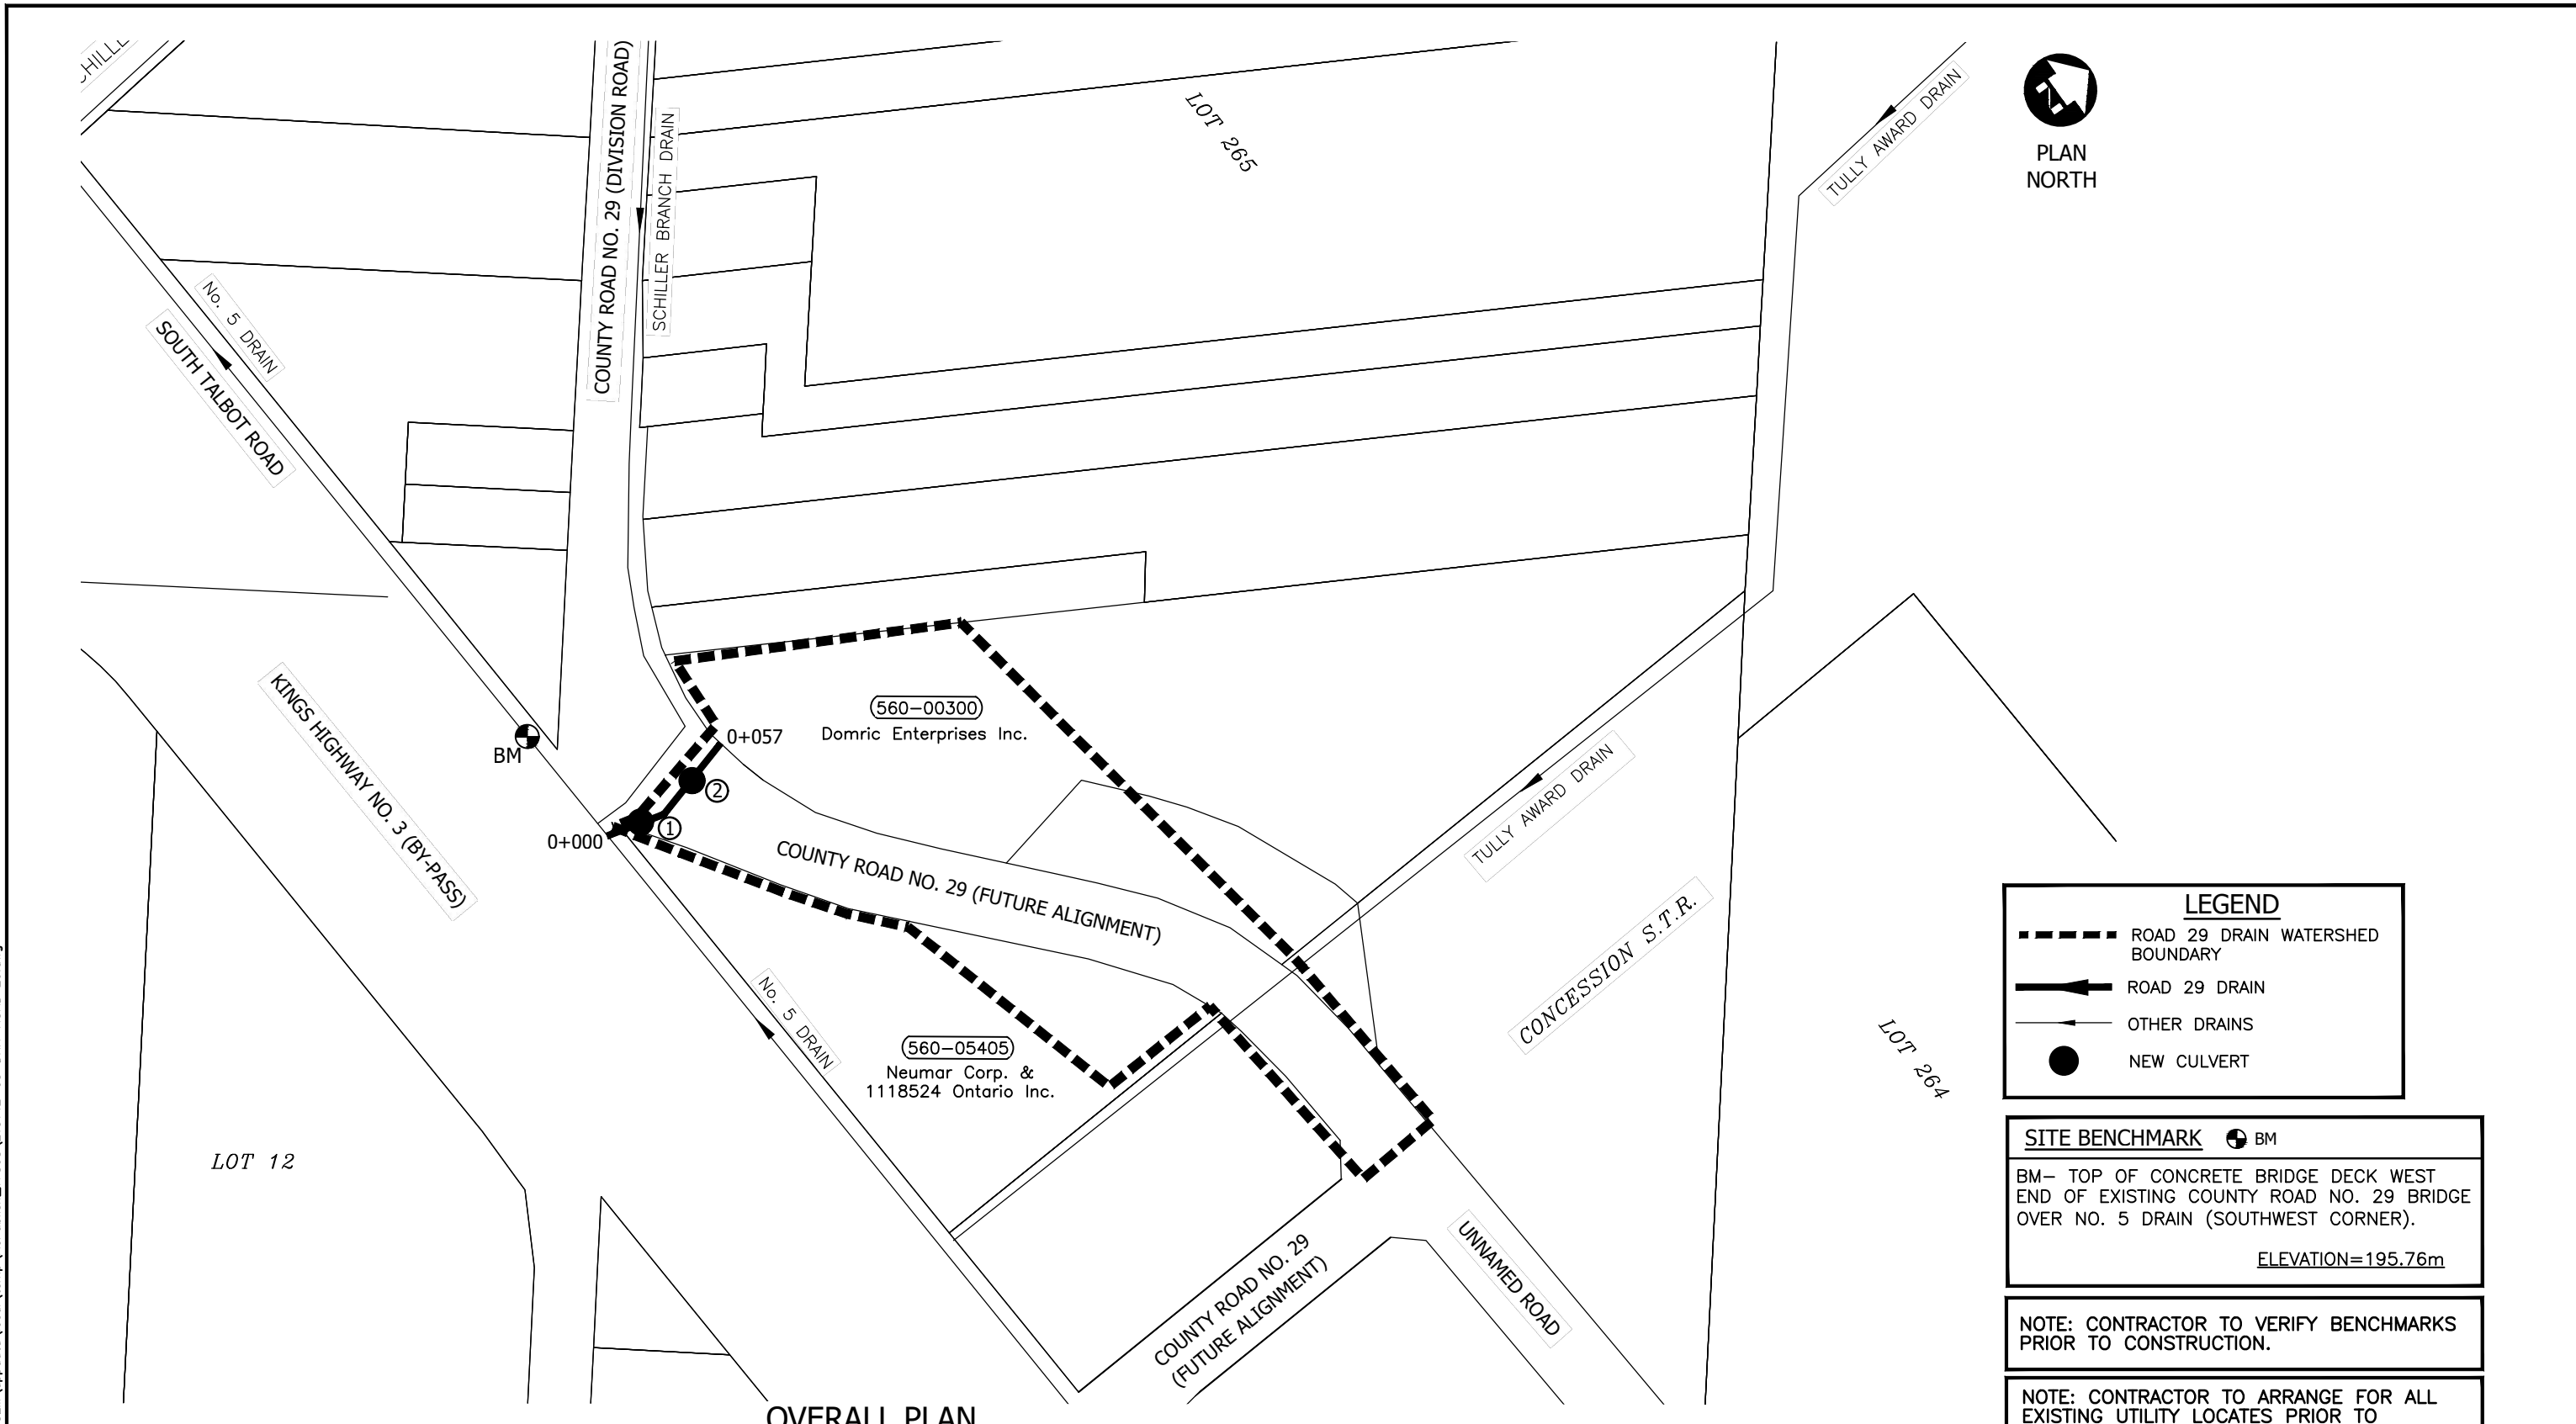 COUNTY ROAD NO. 29 (DIVISION ROAD)
SCHILLER BRANCH DRAIN
LOT 265
TULLY AWARD DRAIN
PLAN
NORTH
No. 5 DRAIN
SOUTH TALBOT ROAD
KINGS HIGHWAY NO. 3 (BY-PASS)
BM
560-00300
Domric Enterprises Inc.
0+057
2
1
0+000
COUNTY ROAD NO. 29 (FUTURE ALIGNMENT)
TULLY AWARD DRAIN
CONCESSION S.T.R.
No. 5 DRAIN
560-05405
Neumar Corp. &
1118524 Ontario Inc.
LOT 12
LOT 264
COUNTY ROAD NO. 29
(FUTURE ALIGNMENT)
UNNAMED ROAD
OVERALL PLAN
LEGEND
ROAD 29 DRAIN WATERSHED
BOUNDARY
ROAD 29 DRAIN
OTHER DRAINS
NEW CULVERT
SITE BENCHMARK BM
BM- TOP OF CONCRETE BRIDGE DECK WEST
END OF EXISTING COUNTY ROAD NO. 29 BRIDGE
OVER NO. 5 DRAIN (SOUTHWEST CORNER).
ELEVATION=195.76m
NOTE: CONTRACTOR TO VERIFY BENCHMARKS
PRIOR TO CONSTRUCTION.
NOTE: CONTRACTOR TO ARRANGE FOR ALL
EXISTING UTILITY LOCATES PRIOR TO